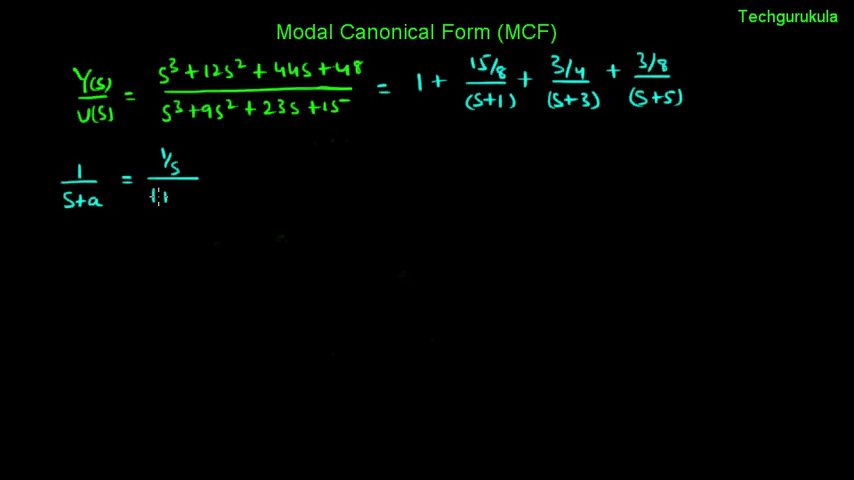 Techgurukula
Modal Canonical Form (MCF)
Y(s)/U(s) = (s³ + 12s² + 44s + 48)/(s³ + 9s² + 23s + 15) = 1 + (15/8)/(s+1) + (3/4)/(s+3) + (3/8)/(s+5)
1/(s+a) = (1/s)/(1+